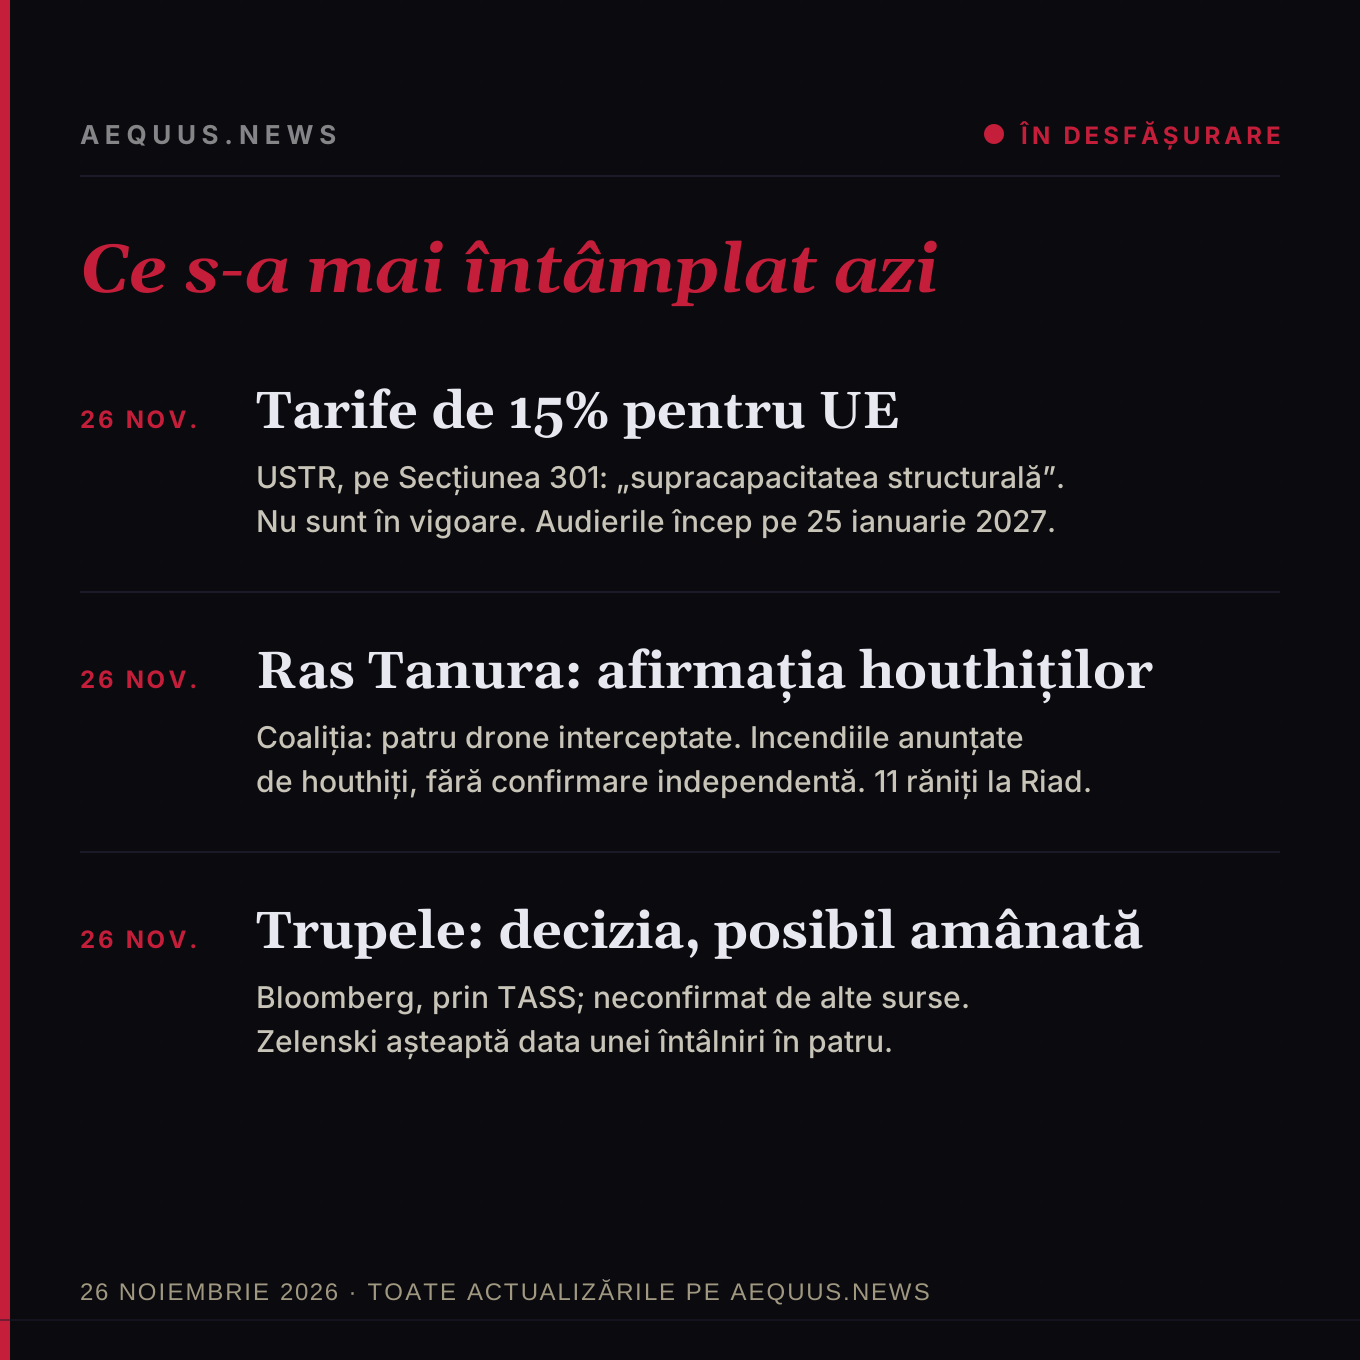 AEQUUS.NEWS
ÎN DESFĂȘURARE
Ce s-a mai întâmplat azi
26 NOV.
Tarife de 15% pentru UE
USTR, pe Secțiunea 301: „supracapacitatea structurală”.
Nu sunt în vigoare. Audierile încep pe 25 ianuarie 2027.
26 NOV.
Ras Tanura: afirmația houthiților
Coaliția: patru drone interceptate. Incendiile anunțate
de houthiți, fără confirmare independentă. 11 răniți la Riad.
26 NOV.
Trupele: decizia, posibil amânată
Bloomberg, prin TASS; neconfirmat de alte surse.
Zelenski așteaptă data unei întâlniri în patru.
26 NOIEMBRIE 2026 · TOATE ACTUALIZĂRILE PE AEQUUS.NEWS